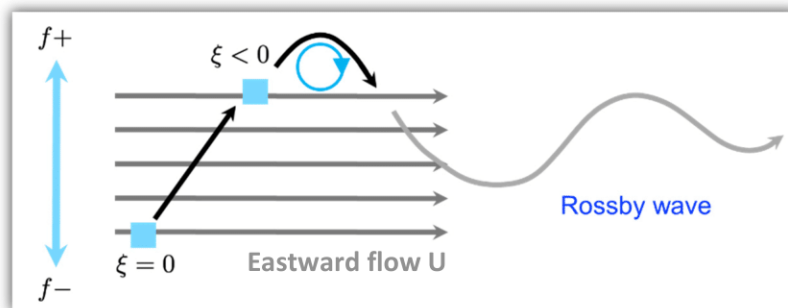 f+
ξ < 0
Rossby wave
Eastward flow U
ξ = 0
f−